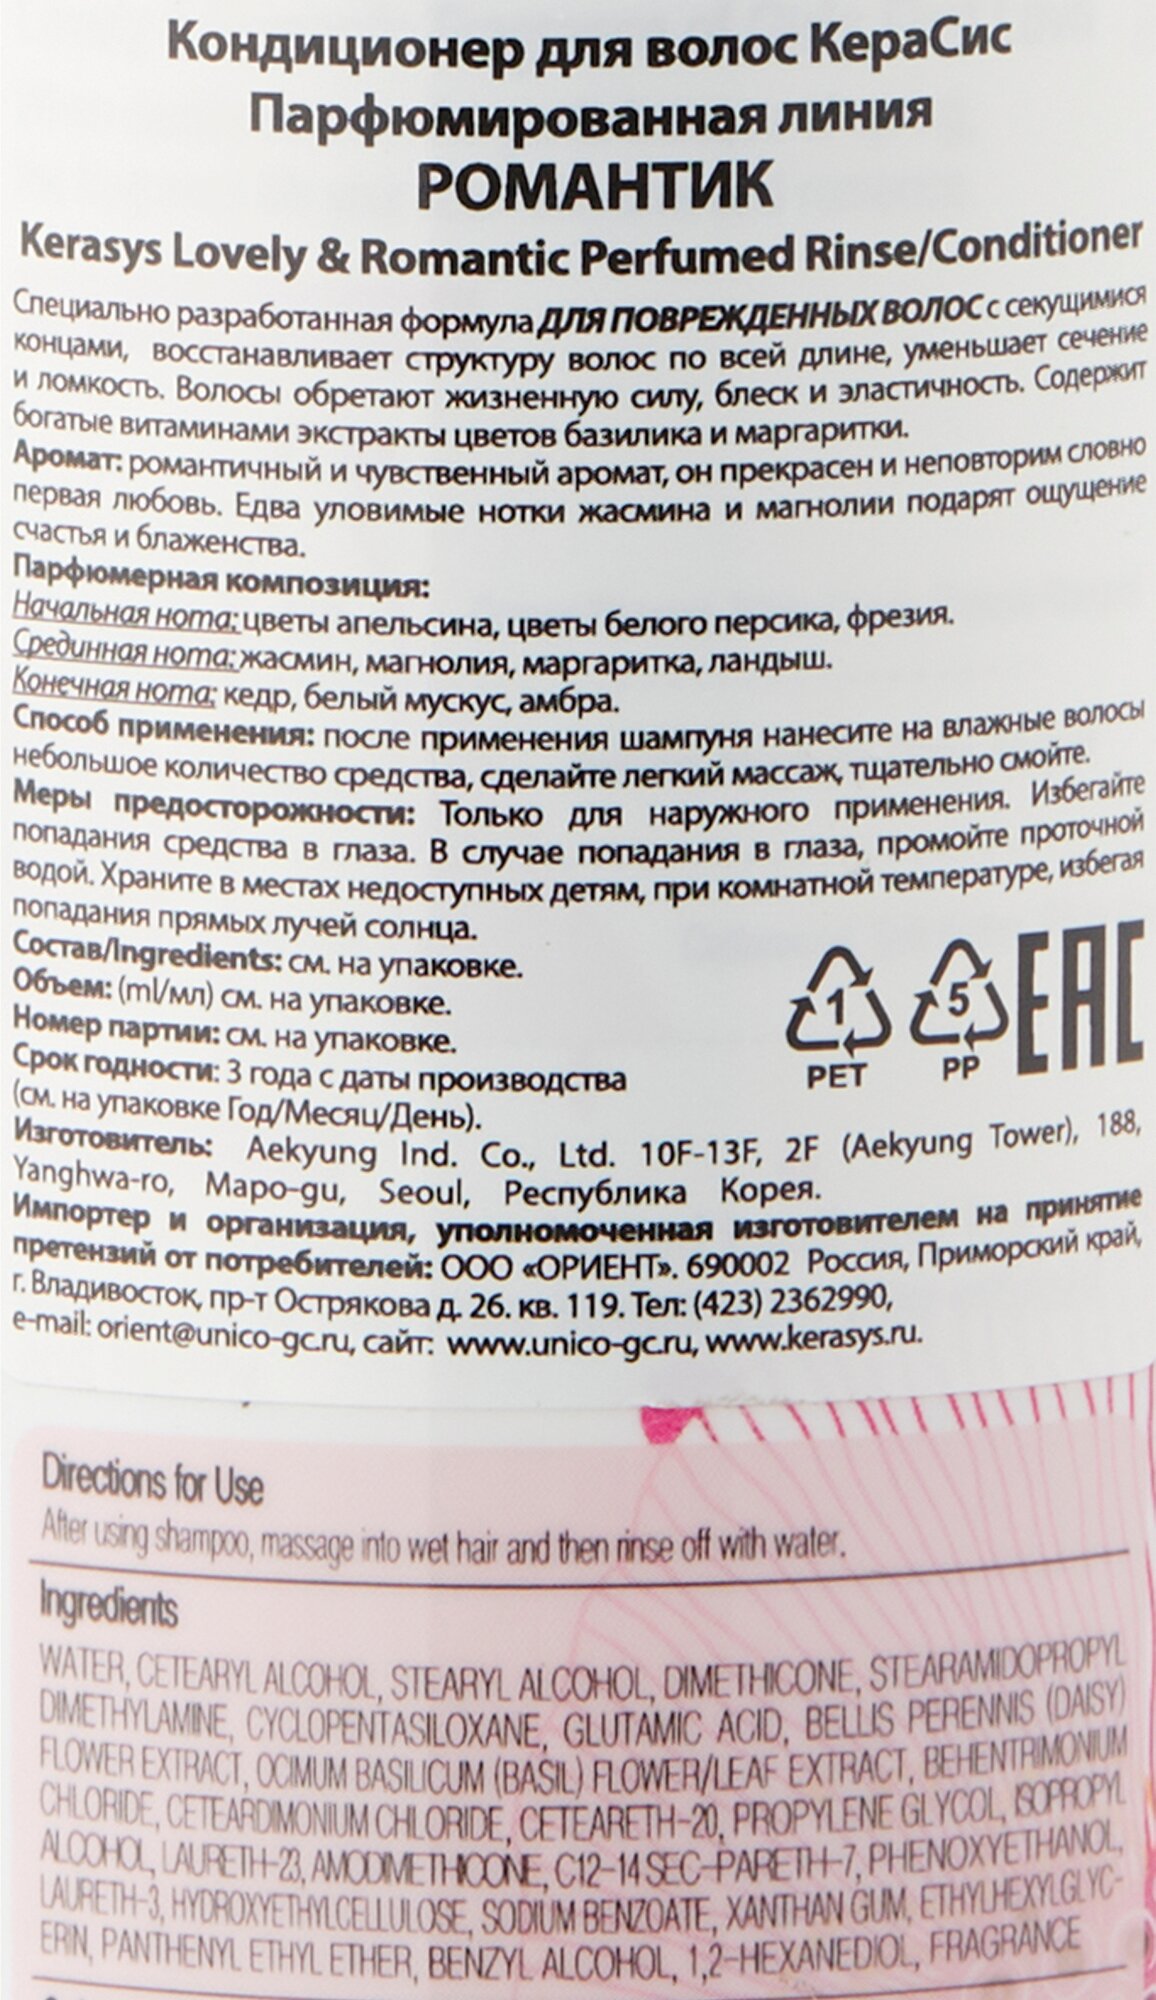 Кондиционер для волос КераСис
Парфюмированная линия
РОМАНТИК
Kerasys Lovely & Romantic Perfumed Rinse/Conditioner
Специально разработанная формула ДЛЯ ПОВРЕЖДЕННЫХ ВОЛОС с секущимися
концами, восстанавливает структуру волос по всей длине, уменьшает сечение
и ломкость. Волосы обретают жизненную силу, блеск и эластичность. Содержит
богатые витаминами экстракты цветов базилика и маргаритки.
Аромат: романтичный и чувственный аромат, он прекрасен и неповторим словно
первая любовь. Едва уловимые нотки жасмина и магнолии подарят ощущение
счастья и блаженства.
Парфюмерная композиция:
Начальная нота: цветы апельсина, цветы белого персика, фрезия.
Срединная нота: жасмин, магнолия, маргаритка, ландыш.
Конечная нота: кедр, белый мускус, амбра.
Способ применения: после применения шампуня нанесите на влажные волосы
небольшое количество средства, сделайте легкий массаж, тщательно смойте.
Меры предосторожности: Только для наружного применения. Избегайте
попадания средства в глаза. В случае попадания в глаза, промойте проточной
водой. Храните в местах недоступных детям, при комнатной температуре, избегая
попадания прямых лучей солнца.
Состав/Ingredients: см. на упаковке.
Объем: (ml/мл) см. на упаковке.
Номер партии: см. на упаковке.
Срок годности: 3 года с даты производства
(см. на упаковке Год/Месяц/День).
1 PET 5 PP EAC
Изготовитель: Aekyung Ind. Co., Ltd. 10F-13F, 2F (Aekyung Tower), 188,
Yanghwa-ro, Mapo-gu, Seoul, Республика Корея.
Импортер и организация, уполномоченная изготовителем на принятие
претензий от потребителей: ООО «ОРИЕНТ». 690002 Россия, Приморский край,
г. Владивосток, пр-т Острякова д. 26. кв. 119. Тел: (423) 2362990,
e-mail: orient@unico-gc.ru, сайт: www.unico-gc.ru, www.kerasys.ru.
Directions for Use
After using shampoo, massage into wet hair and then rinse off with water.
Ingredients
WATER, CETEARYL ALCOHOL, STEARYL ALCOHOL, DIMETHICONE, STEARAMIDOPROPYL
DIMETHYLAMINE, CYCLOPENTASILOXANE, GLUTAMIC ACID, BELLIS PERENNIS (DAISY)
FLOWER EXTRACT, OCIMUM BASILICUM (BASIL) FLOWER/LEAF EXTRACT, BEHENTRIMONIUM
CHLORIDE, CETEARDIMONIUM CHLORIDE, CETEARETH-20, PROPYLENE GLYCOL, ISOPROPYL
ALCOHOL, LAURETH-23, AMODIMETHICONE, C12-14 SEC-PARETH-7, PHENOXYETHANOL,
LAURETH-3, HYDROXYETHYLCELLULOSE, SODIUM BENZOATE, XANTHAN GUM, ETHYLHEXYLGLYC-
ERIN, PANTHENYL ETHYL ETHER, BENZYL ALCOHOL, 1,2-HEXANEDIOL, FRAGRANCE